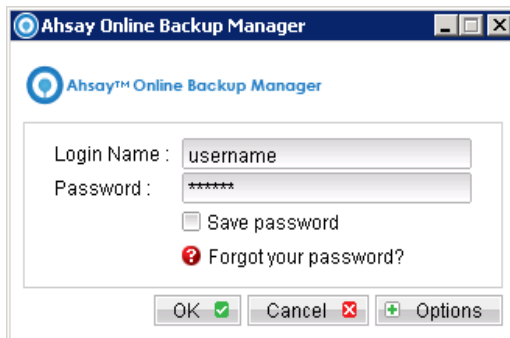 Ahsay Online Backup Manager
Ahsay™ Online Backup Manager
Login Name : username
Password : ******
Save password
? Forgot your password?
OK Cancel Options